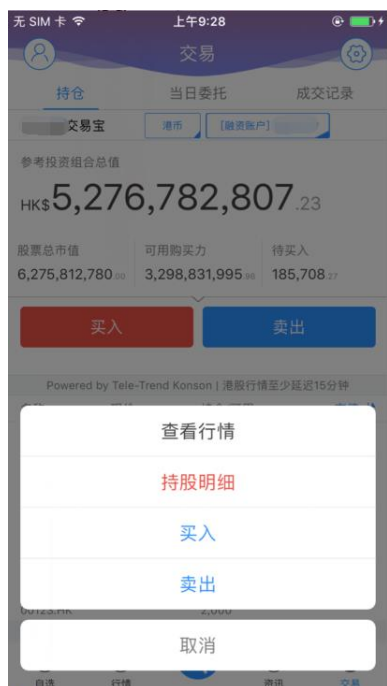 无 SIM 卡 上午9:28
交易
持仓 当日委托 成交记录
交易宝 港币 [融资账户]
参考投资组合总值
HK$5,276,782,807.23
股票总市值 可用购买力 待买入
6,275,812,780.00 3,298,831,995.98 185,708.27
买入 卖出
Powered by Tele-Trend Konson | 港股行情至少延迟15分钟
查看行情
持股明细
买入
卖出
00123.HK 2,000
取消
自选 行情 资讯 交易